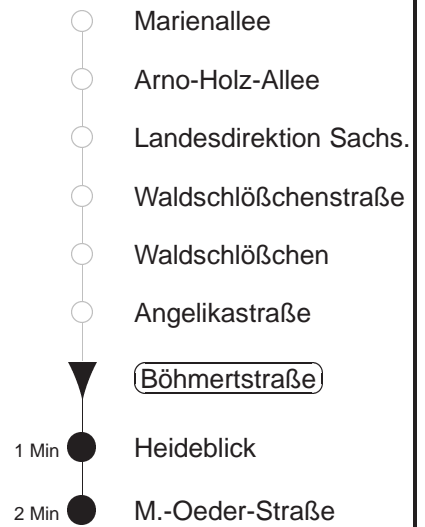 Marienallee
Arno-Holz-Allee
Landesdirektion Sachs.
Waldschlößchenstraße
Waldschlößchen
Angelikastraße
Böhmertstraße
1 Min Heideblick
2 Min M.-Oeder-Straße